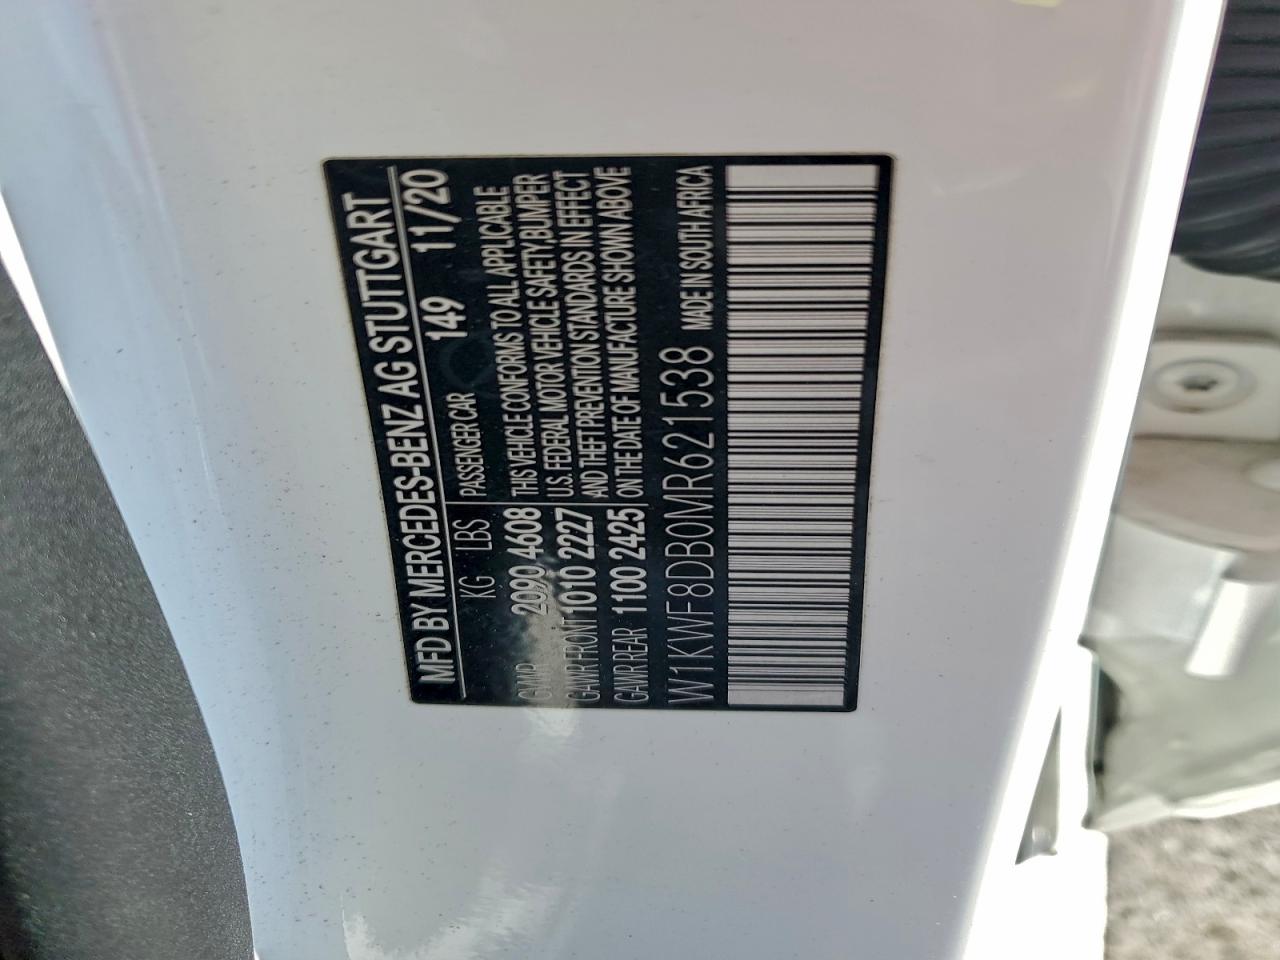 MFD BY MERCEDES-BENZ AG STUTTGART
KG LBS 149 11/20
PASSENGER CAR
GVWR 2090 4608 THIS VEHICLE CONFORMS TO ALL APPLICABLE
U.S. FEDERAL MOTOR VEHICLE SAFETY,BUMPER
GAWR FRONT 1010 2227 AND THEFT PREVENTION STANDARDS IN EFFECT
GAWR REAR 1100 2425 ON THE DATE OF MANUFACTURE SHOWN ABOVE
W1KWF8DB0MR621538 MADE IN SOUTH AFRICA